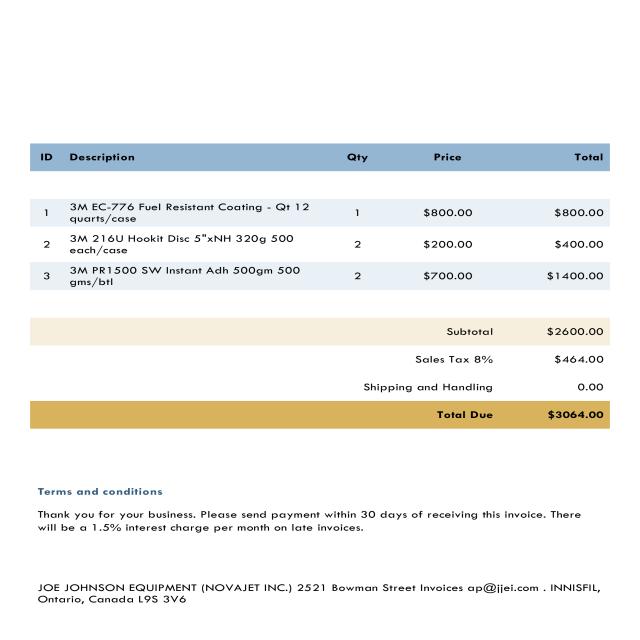 ID Description Qty Price Total
3M EC-776 Fuel Resistant Coating - Qt 12
1 quarts/case 1 $800.00 $800.00
3M 216U Hookit Disc 5"xNH 320g 500
2 each/case 2 $200.00 $400.00
3M PR1500 SW Instant Adh 500gm 500
3 gms/btl 2 $700.00 $1400.00
Subtotal $2600.00
Sales Tax 8% $464.00
Shipping and Handling 0.00
Total Due $3064.00
Terms and conditions
Thank you for your business. Please send payment within 30 days of receiving this invoice. There
will be a 1.5% interest charge per month on late invoices.
JOE JOHNSON EQUIPMENT (NOVAJET INC.) 2521 Bowman Street Invoices ap@jjei.com . INNISFIL,
Ontario, Canada L9S 3V6